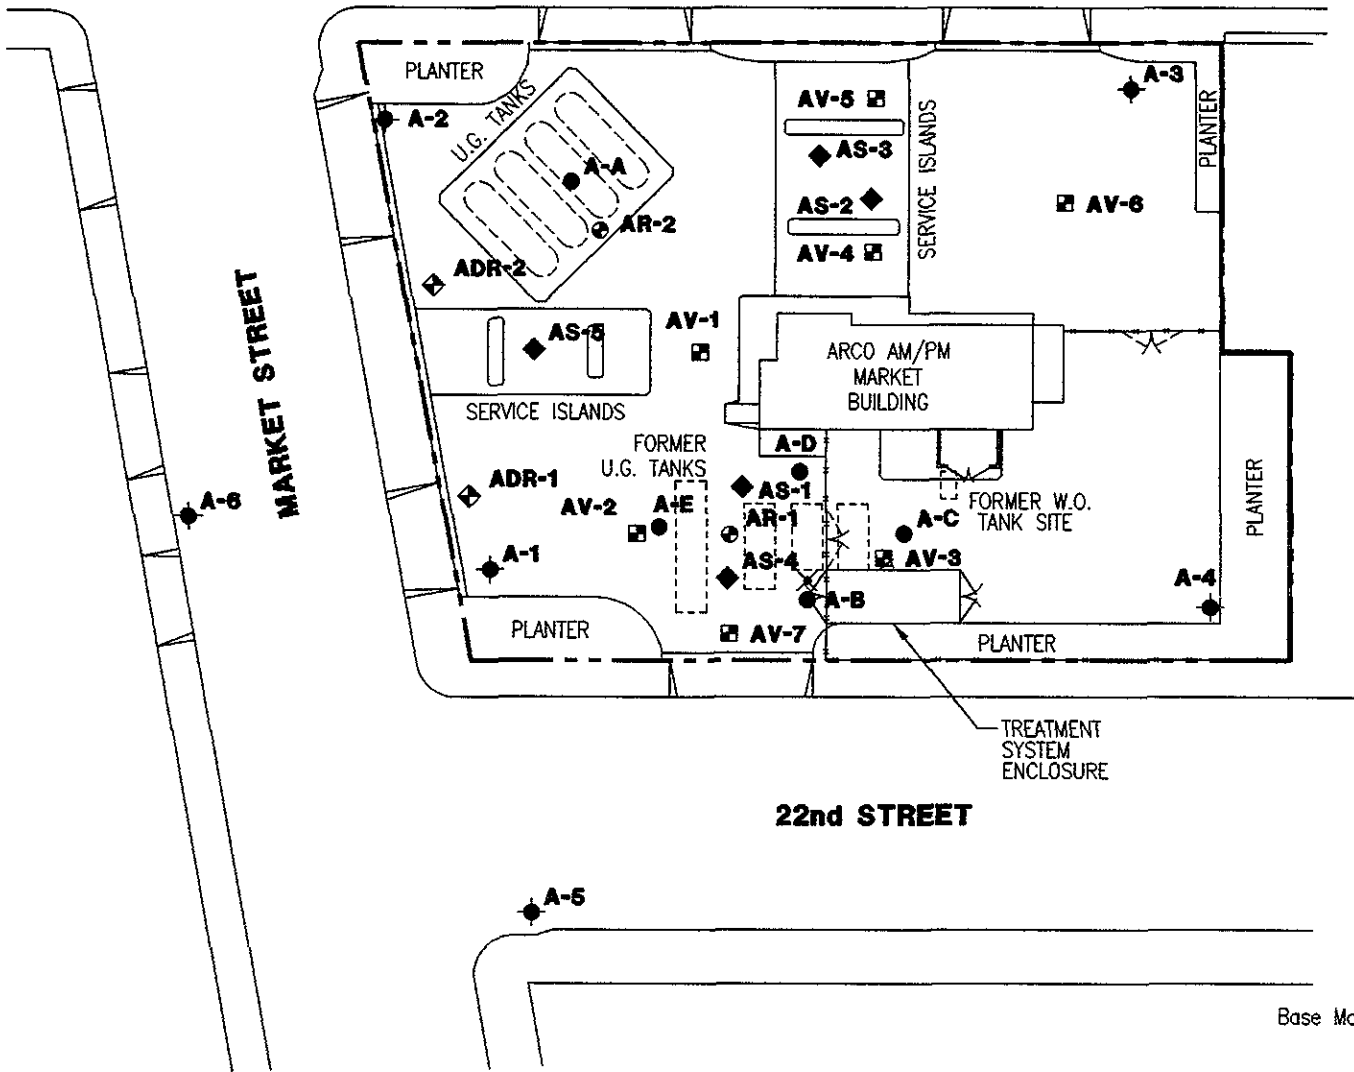 PLANTER
U.G. TANKS
A-2
A-A
AR-2
ADR-2
AV-5
AS-3
AS-2
AV-4
SERVICE ISLANDS
A-3
PLANTER
AV-6
MARKET STREET
AS-5
AV-1
SERVICE ISLANDS
ARCO AM/PM
MARKET
BUILDING
FORMER
U.G. TANKS
A-D
ADR-1
A-6
AV-2
A-E
AS-1
AR-1
AS-4
A-C
AV-3
FORMER W.O.
TANK SITE
PLANTER
A-1
A-B
A-4
PLANTER
AV-7
PLANTER
TREATMENT
SYSTEM
ENCLOSURE
22nd STREET
A-5
Base